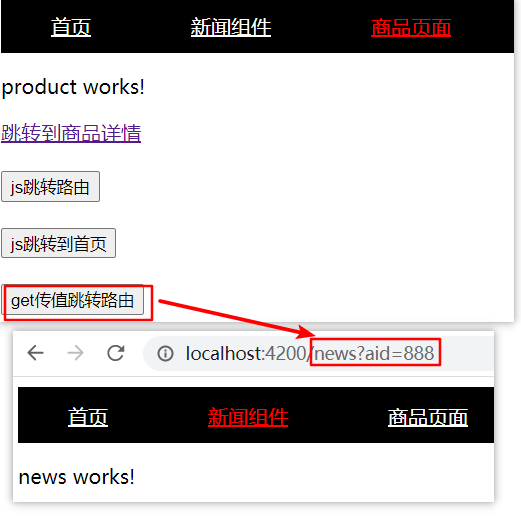 首页 新闻组件 商品页面
product works!
跳转到商品详情
js跳转路由
js跳转到首页
get传值跳转路由
localhost:4200/news?aid=888
首页 新闻组件 商品页面
news works!